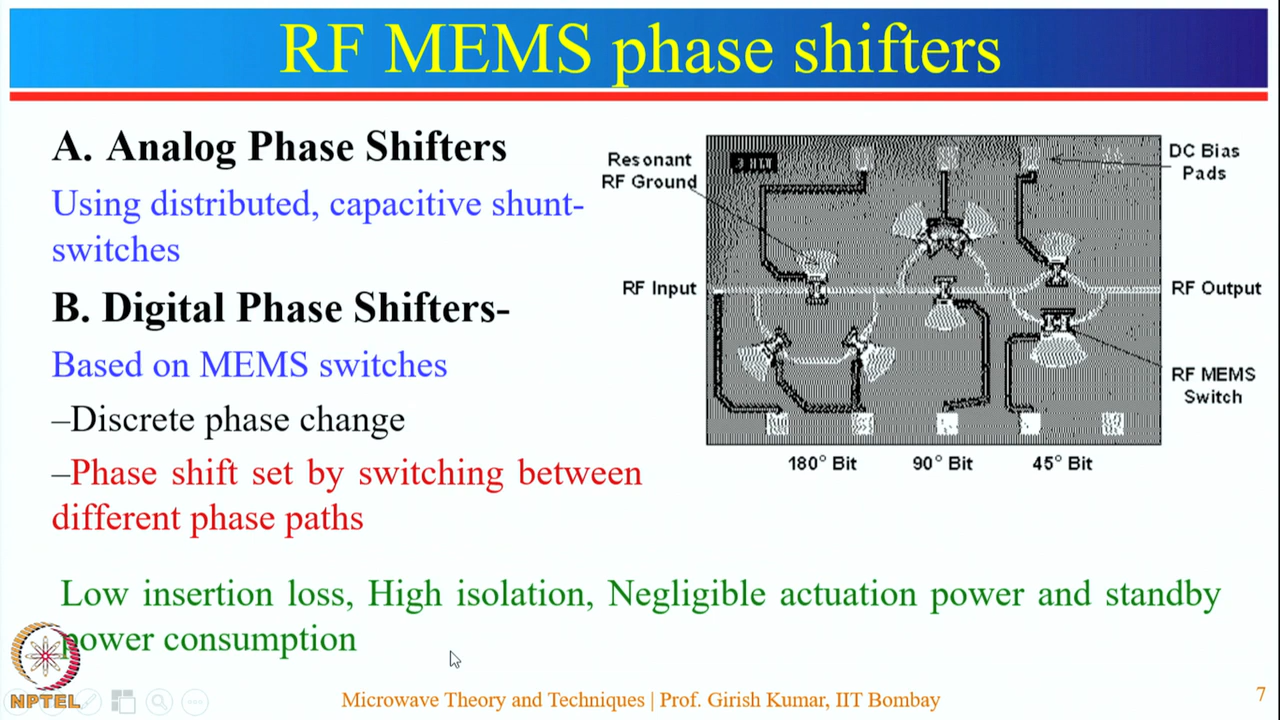 RF MEMS phase shifters
A. Analog Phase Shifters
Using distributed, capacitive shunt-
switches
B. Digital Phase Shifters-
Based on MEMS switches
–Discrete phase change
–Phase shift set by switching between
different phase paths
Resonant
RF Ground
DC Bias
Pads
RF Input
RF Output
RF MEMS
Switch
180° Bit
90° Bit
45° Bit
Low insertion loss, High isolation, Negligible actuation power and standby
power consumption
NPTEL
Microwave Theory and Techniques | Prof. Girish Kumar, IIT Bombay
7